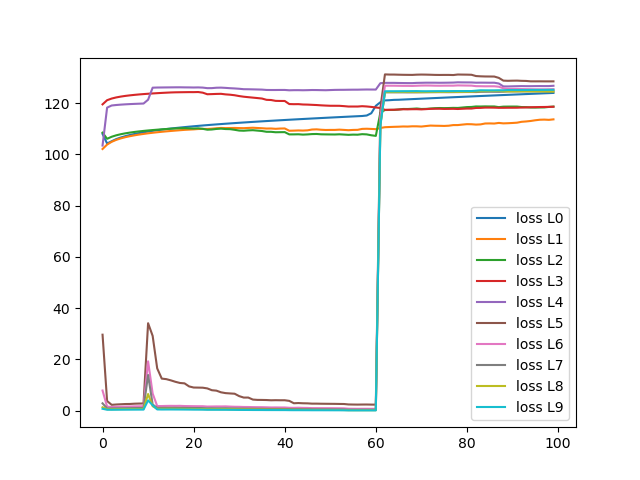 120
100
80
60
40
20
0
0 20 40 60 80 100
loss L0
loss L1
loss L2
loss L3
loss L4
loss L5
loss L6
loss L7
loss L8
loss L9